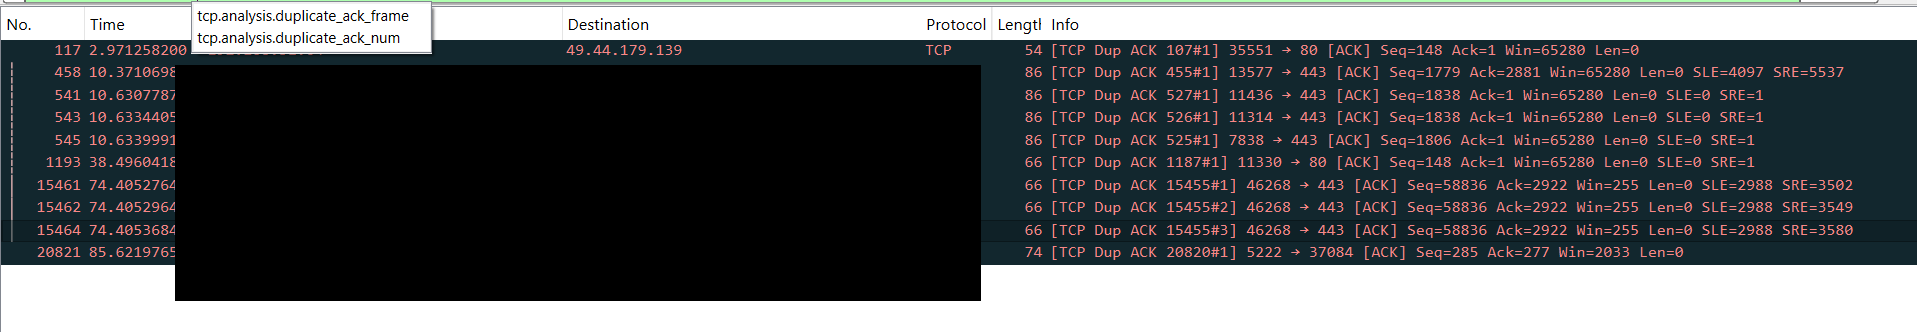 tcp.analysis.duplicate_ack_frame
tcp.analysis.duplicate_ack_num
No. Time Destination Protocol Lengtl Info
117 2.971258200 49.44.179.139 TCP 54 [TCP Dup ACK 107#1] 35551 → 80 [ACK] Seq=148 Ack=1 Win=65280 Len=0
458 10.3710698 86 [TCP Dup ACK 455#1] 13577 → 443 [ACK] Seq=1779 Ack=2881 Win=65280 Len=0 SLE=4097 SRE=5537
541 10.6307787 86 [TCP Dup ACK 527#1] 11436 → 443 [ACK] Seq=1838 Ack=1 Win=65280 Len=0 SLE=0 SRE=1
543 10.6334405 86 [TCP Dup ACK 526#1] 11314 → 443 [ACK] Seq=1838 Ack=1 Win=65280 Len=0 SLE=0 SRE=1
545 10.6339991 86 [TCP Dup ACK 525#1] 7838 → 443 [ACK] Seq=1806 Ack=1 Win=65280 Len=0 SLE=0 SRE=1
1193 38.4960418 66 [TCP Dup ACK 1187#1] 11330 → 80 [ACK] Seq=148 Ack=1 Win=65280 Len=0 SLE=0 SRE=1
15461 74.4052764 66 [TCP Dup ACK 15455#1] 46268 → 443 [ACK] Seq=58836 Ack=2922 Win=255 Len=0 SLE=2988 SRE=3502
15462 74.4052964 66 [TCP Dup ACK 15455#2] 46268 → 443 [ACK] Seq=58836 Ack=2922 Win=255 Len=0 SLE=2988 SRE=3549
15464 74.4053684 66 [TCP Dup ACK 15455#3] 46268 → 443 [ACK] Seq=58836 Ack=2922 Win=255 Len=0 SLE=2988 SRE=3580
20821 85.6219765 74 [TCP Dup ACK 20820#1] 5222 → 37084 [ACK] Seq=285 Ack=277 Win=2033 Len=0